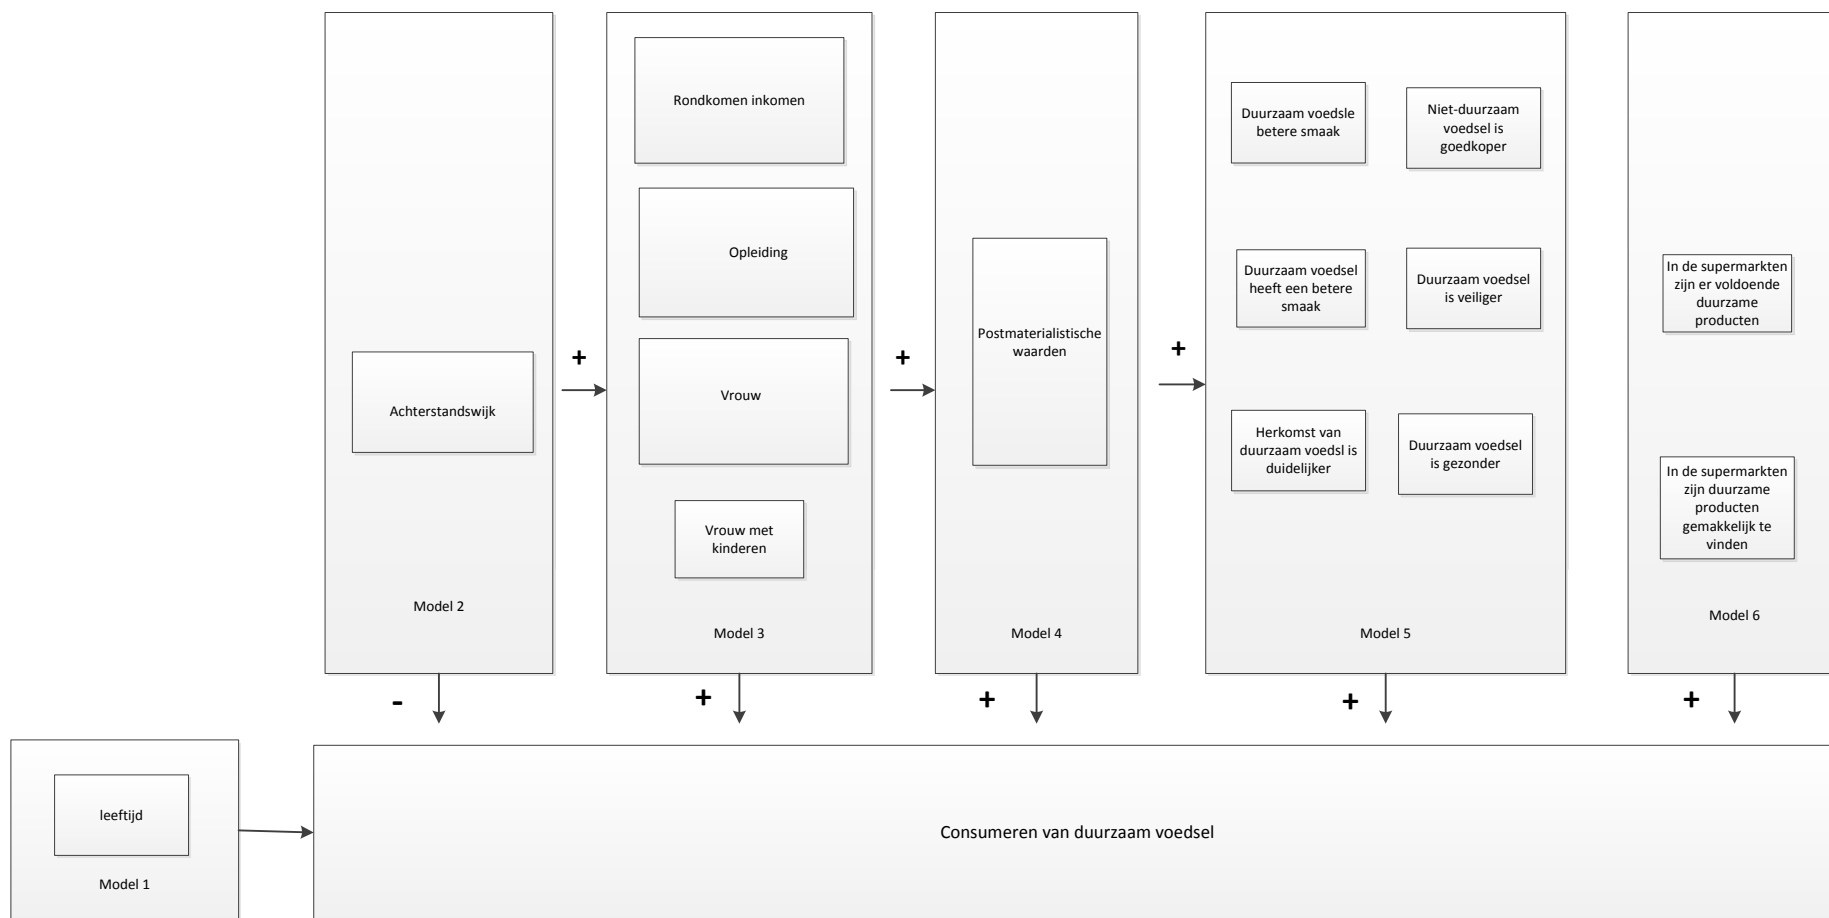 Rondkomen inkomen
Opleiding
Vrouw
Vrouw met
kinderen
Achterstandswijk
Postmaterialistische
waarden
Duurzaam voedsle
betere smaak
Niet-duurzaam
voedsel is
goedkoper
Duurzaam voedsel
heeft een betere
smaak
Duurzaam voedsel
is veiliger
Herkomst van
duurzaam voedsl is
duidelijker
Duurzaam voedsel
is gezonder
In de supermarkten
zijn er voldoende
duurzame
producten
In de supermarkten
zijn duurzame
producten
gemakkelijk te
vinden
+
+
+
Model 2
Model 3
Model 4
Model 5
Model 6
-
+
+
+
+
leeftijd
Model 1
Consumeren van duurzaam voedsel